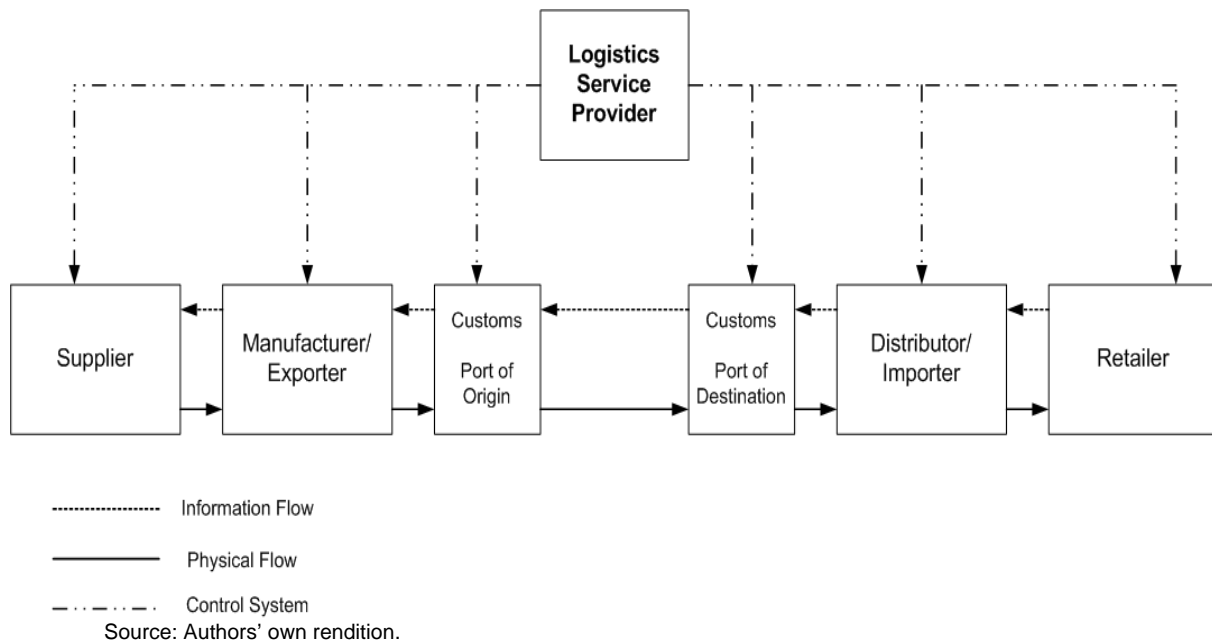 Logistics
Service
Provider
Supplier
Manufacturer/
Exporter
Customs
Port of
Origin
Customs
Port of
Destination
Distributor/
Importer
Retailer
Information Flow
Physical Flow
Control System
Source: Authors' own rendition.